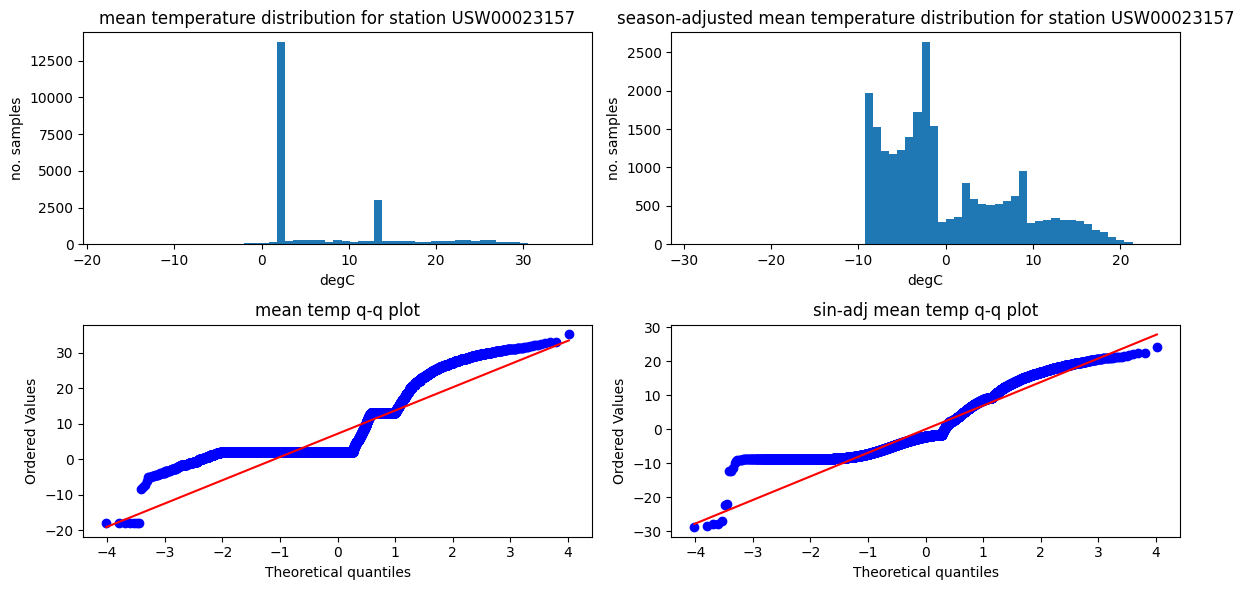 mean temperature distribution for station USW00023157
no. samples
12500
10000
7500
5000
2500
0
−20 −10 0 10 20 30
degC
season-adjusted mean temperature distribution for station USW00023157
no. samples
2500
2000
1500
1000
500
0
−30 −20 −10 0 10 20
degC
mean temp q-q plot
Ordered Values
30
20
10
0
−10
−20
−4 −3 −2 −1 0 1 2 3 4
Theoretical quantiles
sin-adj mean temp q-q plot
Ordered Values
30
20
10
0
−10
−20
−30
−4 −3 −2 −1 0 1 2 3 4
Theoretical quantiles